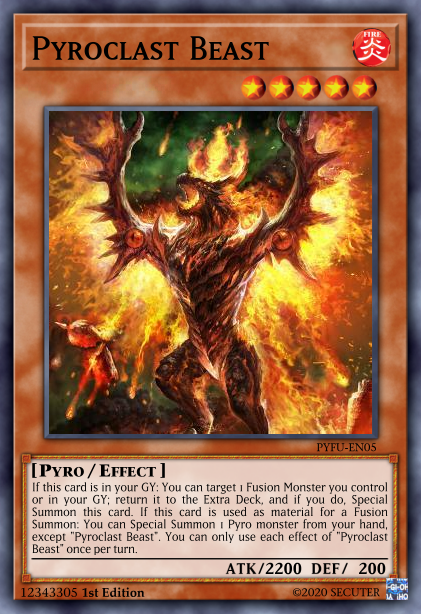 PYROCLAST BEAST
FIRE
炎
PYFU-EN05
[PYRO / EFFECT]
If this card is in your GY: You can target 1 Fusion Monster you control
or in your GY; return it to the Extra Deck, and if you do, Special
Summon this card. If this card is used as material for a Fusion
Summon: You can Special Summon 1 Pyro monster from your hand,
except "Pyroclast Beast". You can only use each effect of "Pyroclast
Beast" once per turn.
ATK/2200 DEF/ 200
12343305 1st Edition
©2020 SECUTER